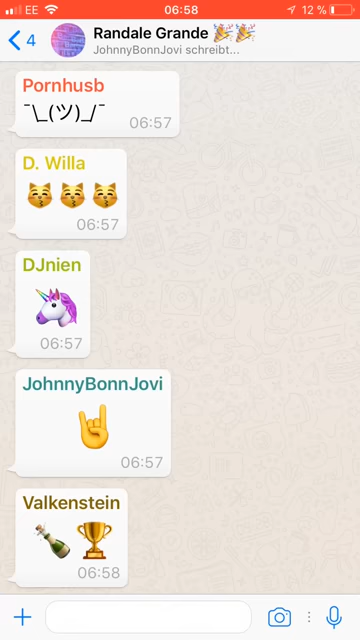 EE 06:58 12 %
4 Randale Grande 🎉🎉
JohnnyBonnJovi schreibt...
Pornhusb
¯\_(ツ)_/¯
06:57
D. Willa
😽😽😽
06:57
DJnien
🦄
06:57
JohnnyBonnJovi
🤘
06:57
Valkenstein
🍾🏆
06:58